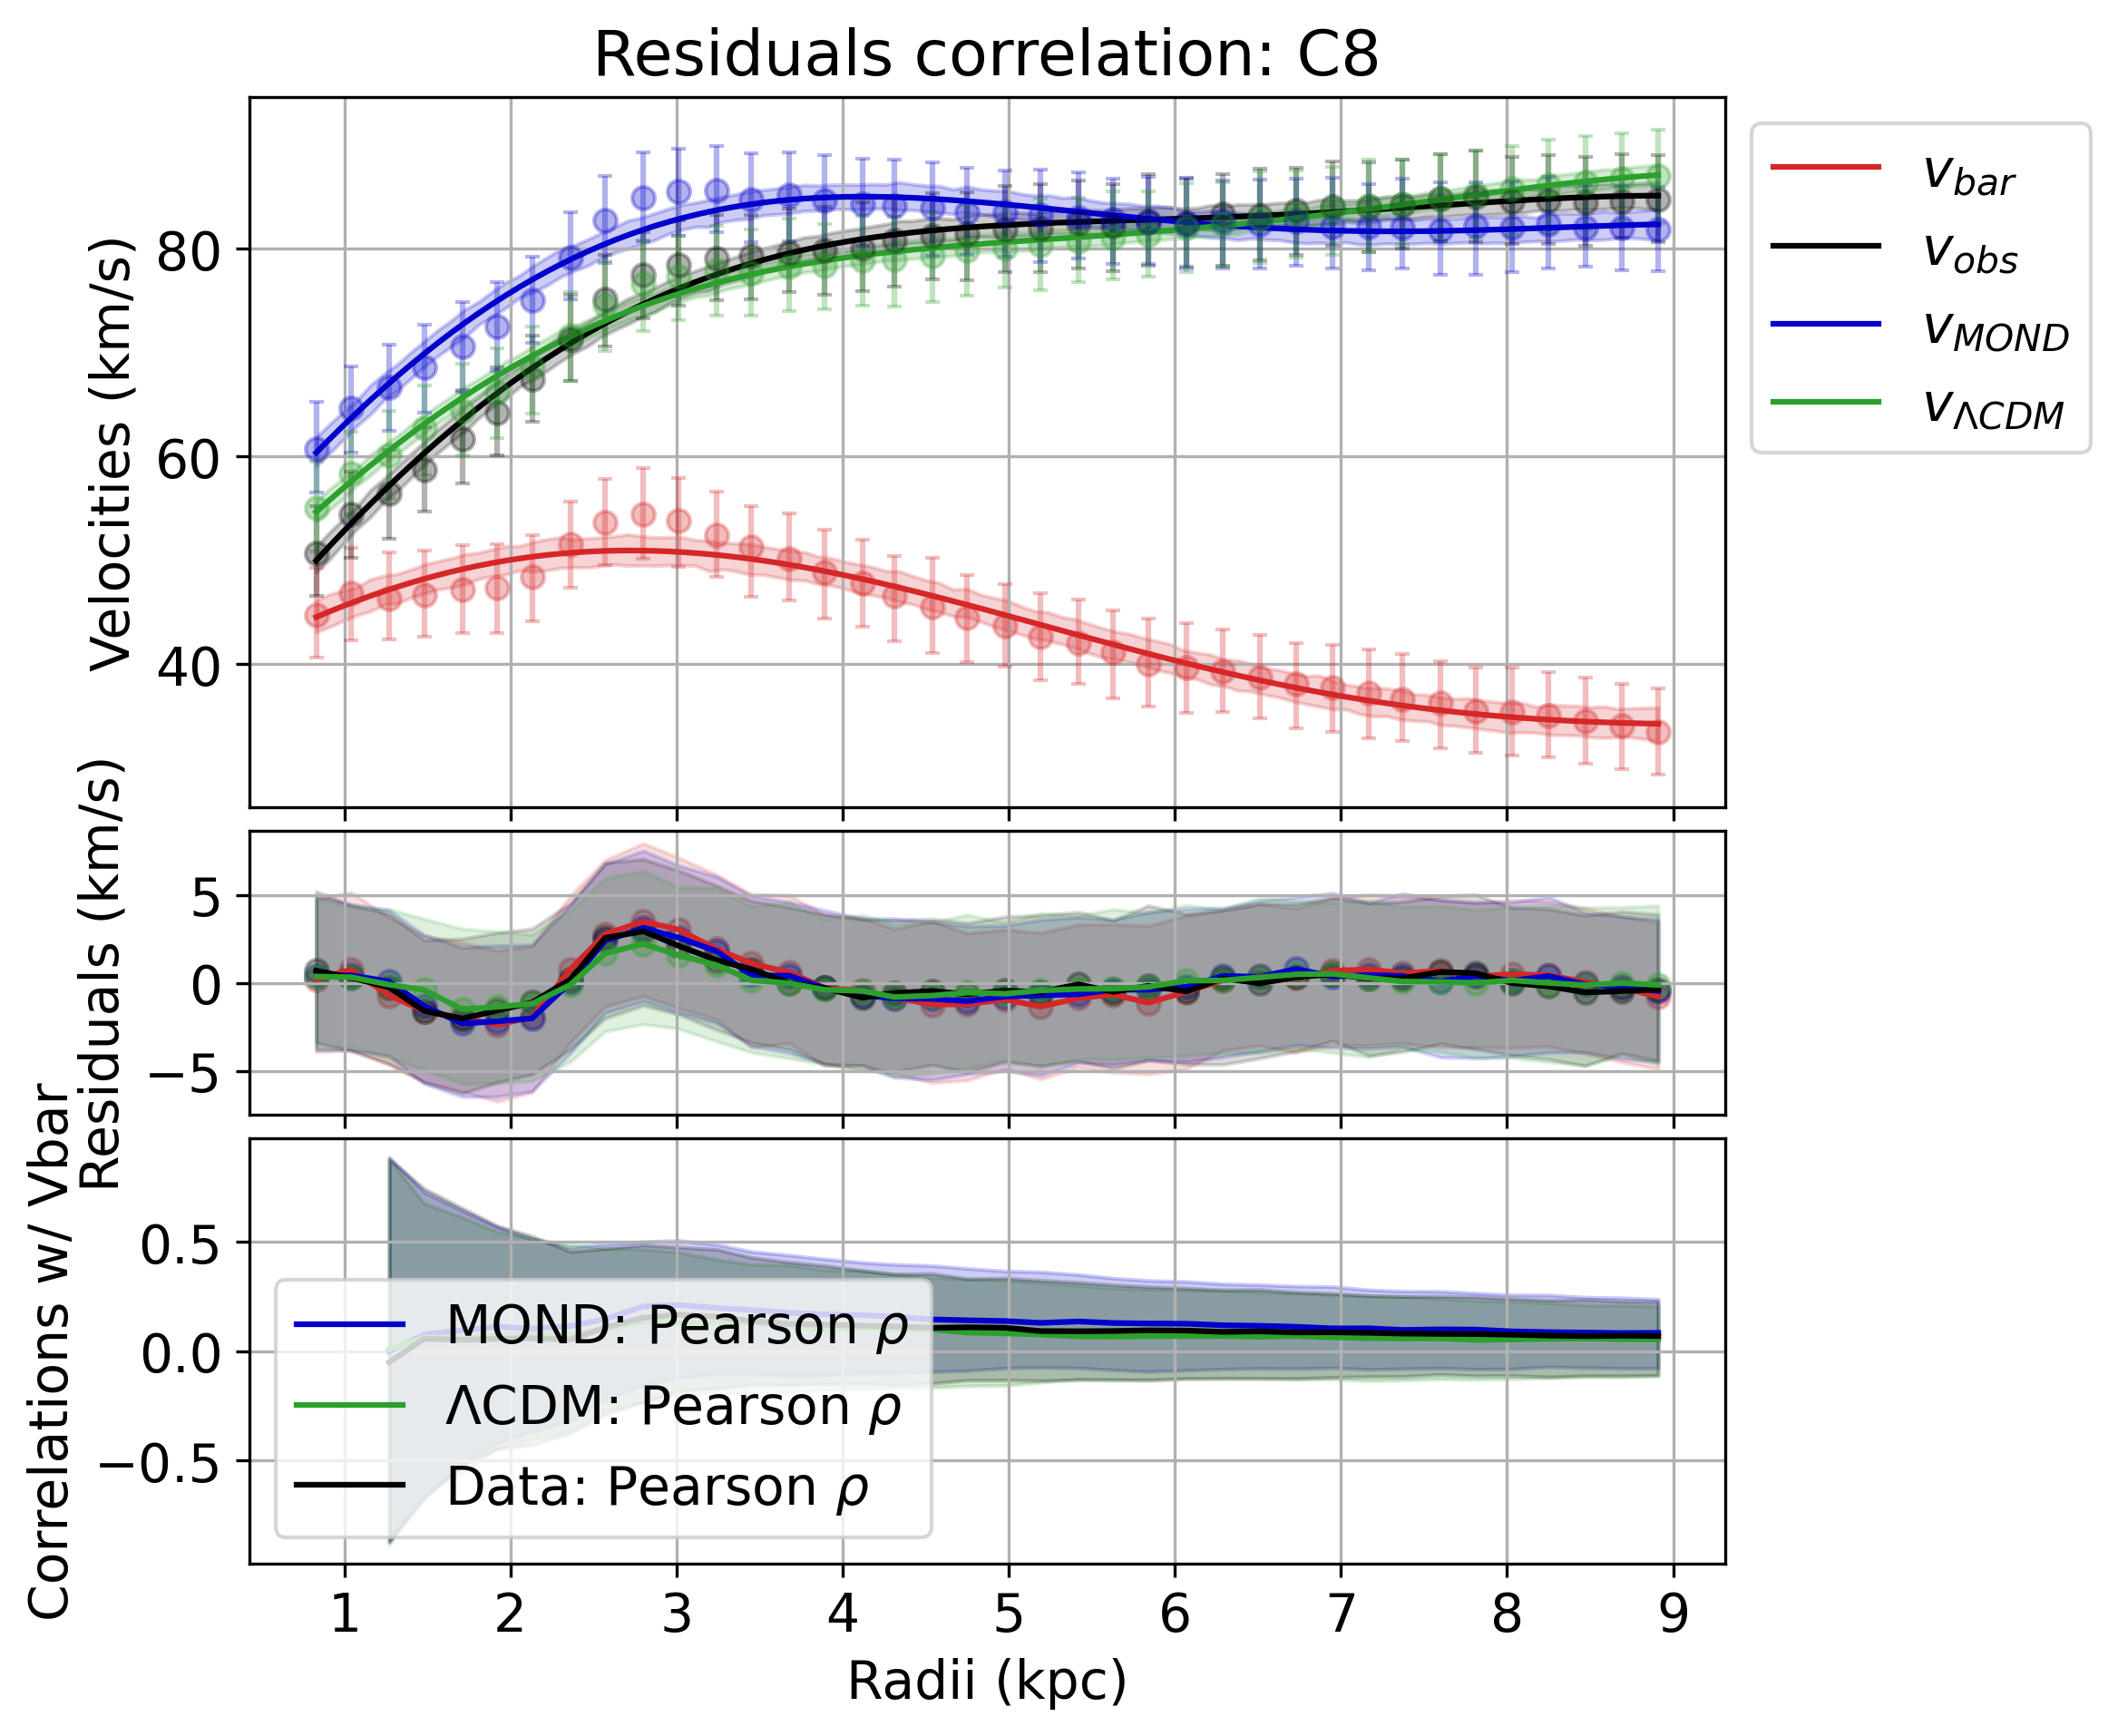 Residuals correlation: C8
Velocities (km/s)
80
60
40
v_bar
v_obs
v_MOND
v_ΛCDM
Residuals (km/s)
5
0
−5
Correlations w/ Vbar
0.5
0.0
−0.5
MOND: Pearson ρ
ΛCDM: Pearson ρ
Data: Pearson ρ
1 2 3 4 5 6 7 8 9
Radii (kpc)